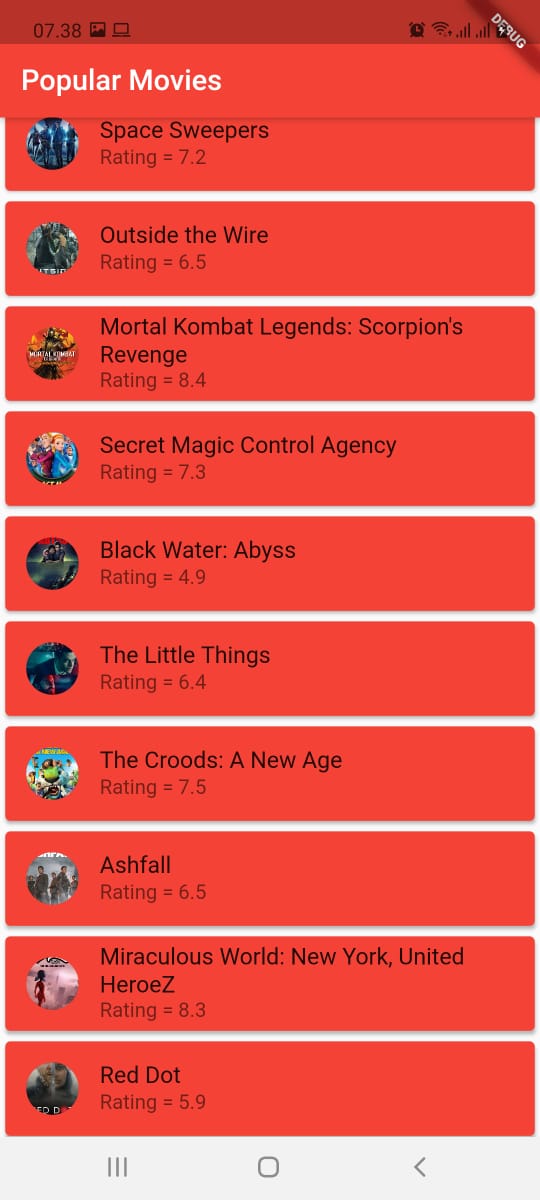 07.38
DEBUG
Popular Movies
Space Sweepers
Rating = 7.2
Outside the Wire
Rating = 6.5
Mortal Kombat Legends: Scorpion's
Revenge
Rating = 8.4
MORTAL KOMBAT
Secret Magic Control Agency
Rating = 7.3
Black Water: Abyss
Rating = 4.9
The Little Things
Rating = 6.4
The Croods: A New Age
Rating = 7.5
Ashfall
Rating = 6.5
Miraculous World: New York, United
HeroeZ
Rating = 8.3
Red Dot
Rating = 5.9